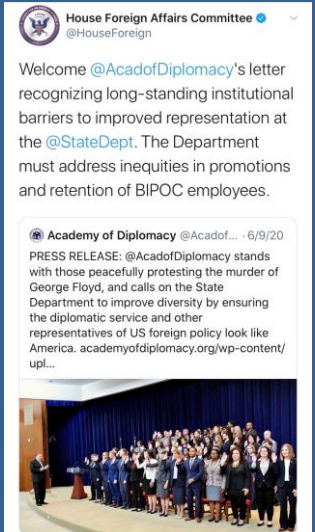 House Foreign Affairs Committee
@HouseForeign
Welcome @AcadofDiplomacy's letter
recognizing long-standing institutional
barriers to improved representation at
the @StateDept. The Department
must address inequities in promotions
and retention of BIPOC employees.
Academy of Diplomacy @Acadof... · 6/9/20
PRESS RELEASE: @AcadofDiplomacy stands
with those peacefully protesting the murder of
George Floyd, and calls on the State
Department to improve diversity by ensuring
the diplomatic service and other
representatives of US foreign policy look like
America. academyofdiplomacy.org/wp-content/
upl...